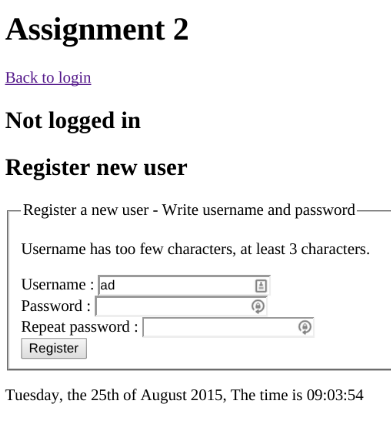 Assignment 2
Back to login
Not logged in
Register new user
Register a new user - Write username and password
Username has too few characters, at least 3 characters.
Username : ad
Password :
Repeat password :
Register
Tuesday, the 25th of August 2015, The time is 09:03:54